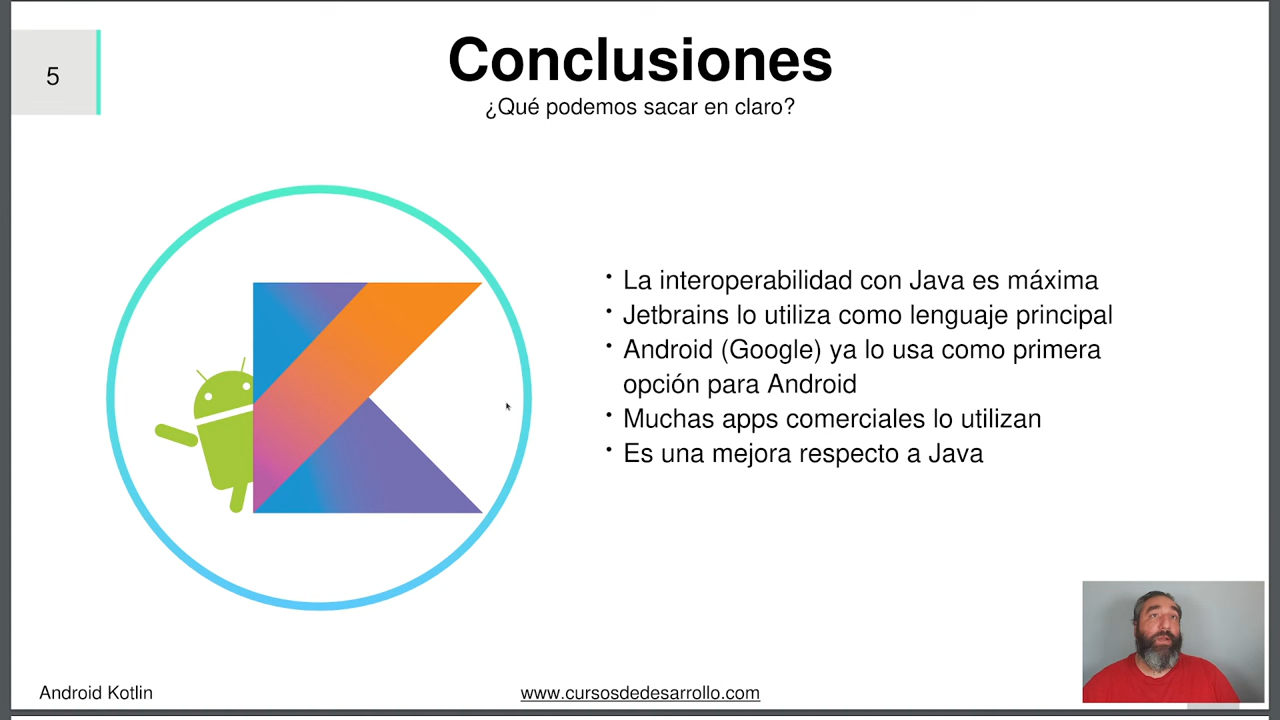 5
Conclusiones
¿Qué podemos sacar en claro?
• La interoperabilidad con Java es máxima
• Jetbrains lo utiliza como lenguaje principal
• Android (Google) ya lo usa como primera
opción para Android
• Muchas apps comerciales lo utilizan
• Es una mejora respecto a Java
Android Kotlin
www.cursosdedesarrollo.com